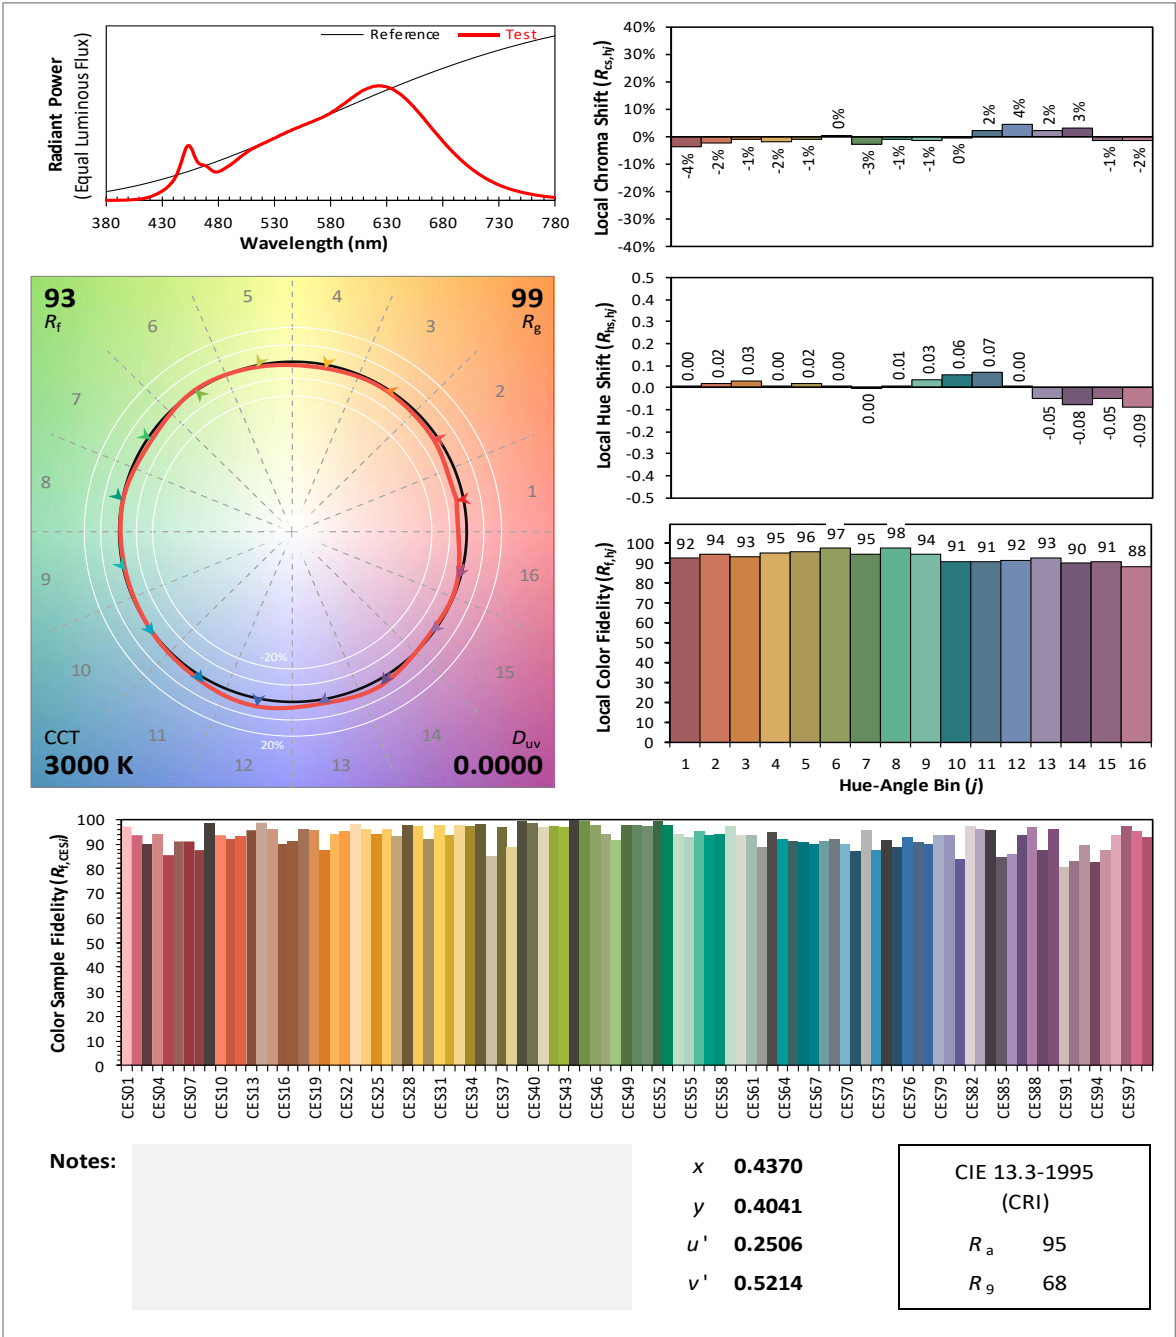 Radiant Power
(Equal Luminous Flux)
Reference
Test
380 430 480 530 580 630 680 730 780
Wavelength (nm)
Local Chroma Shift (Rcs,hj)
40%
30%
20%
10%
0%
-10%
-20%
-30%
-40%
-4% -2% -1% -2% -1% 0% -3% -1% -1% 0% 2% 4% 2% 3% -1% -2%
93
Rf
99
Rg
5 4
6 3
7 2
8 1
9 16
10 15
11 14
12 13
-20%
20%
CCT
3000 K
Duv
0.0000
Local Hue Shift (Rhs,hj)
0.5
0.4
0.3
0.2
0.1
0.0
-0.1
-0.2
-0.3
-0.4
-0.5
0.00 0.02 0.03 0.00 0.02 0.00 0.00 0.01 0.03 0.06 0.07 0.00 -0.05 -0.08 -0.05 -0.09
Local Color Fidelity (Rf,hj)
100
90
80
70
60
50
40
30
20
10
0
92 94 93 95 96 97 95 98 94 91 91 92 93 90 91 88
1 2 3 4 5 6 7 8 9 10 11 12 13 14 15 16
Hue-Angle Bin (j)
Color Sample Fidelity (Rf,CESi)
100
90
80
70
60
50
40
30
20
10
0
CES01 CES04 CES07 CES10 CES13 CES16 CES19 CES22 CES25 CES28 CES31 CES34 CES37 CES40 CES43 CES46 CES49 CES52 CES55 CES58 CES61 CES64 CES67 CES70 CES73 CES76 CES79 CES82 CES85 CES88 CES91 CES94 CES97
Notes:
x 0.4370
y 0.4041
u' 0.2506
v' 0.5214
CIE 13.3-1995
(CRI)
Ra 95
R9 68